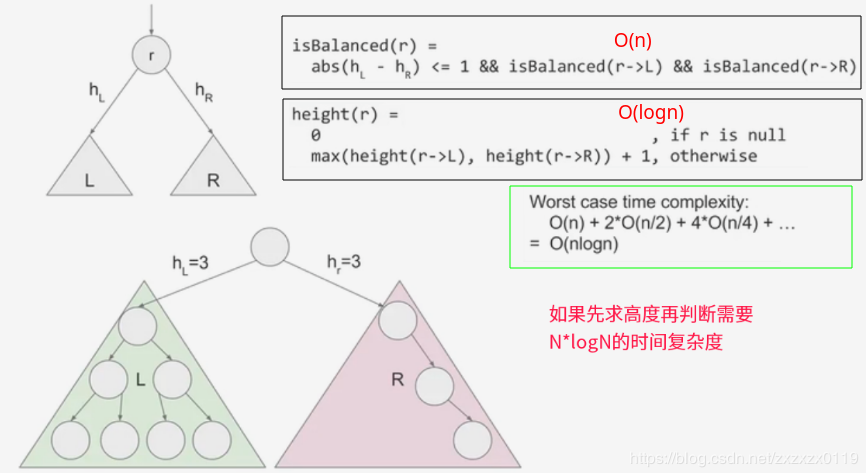 r
h_L
h_R
L
R
isBalanced(r) =
O(n)
abs(h_L - h_R) <= 1 && isBalanced(r->L) && isBalanced(r->R)
height(r) =
O(logn)
0 , if r is null
max(height(r->L), height(r->R)) + 1, otherwise
Worst case time complexity:
O(n) + 2*O(n/2) + 4*O(n/4) + ...
= O(nlogn)
h_L=3
h_r=3
L
R
如果先求高度再判断需要
N*logN的时间复杂度
https://blog.csdn.net/zxzxzx0119